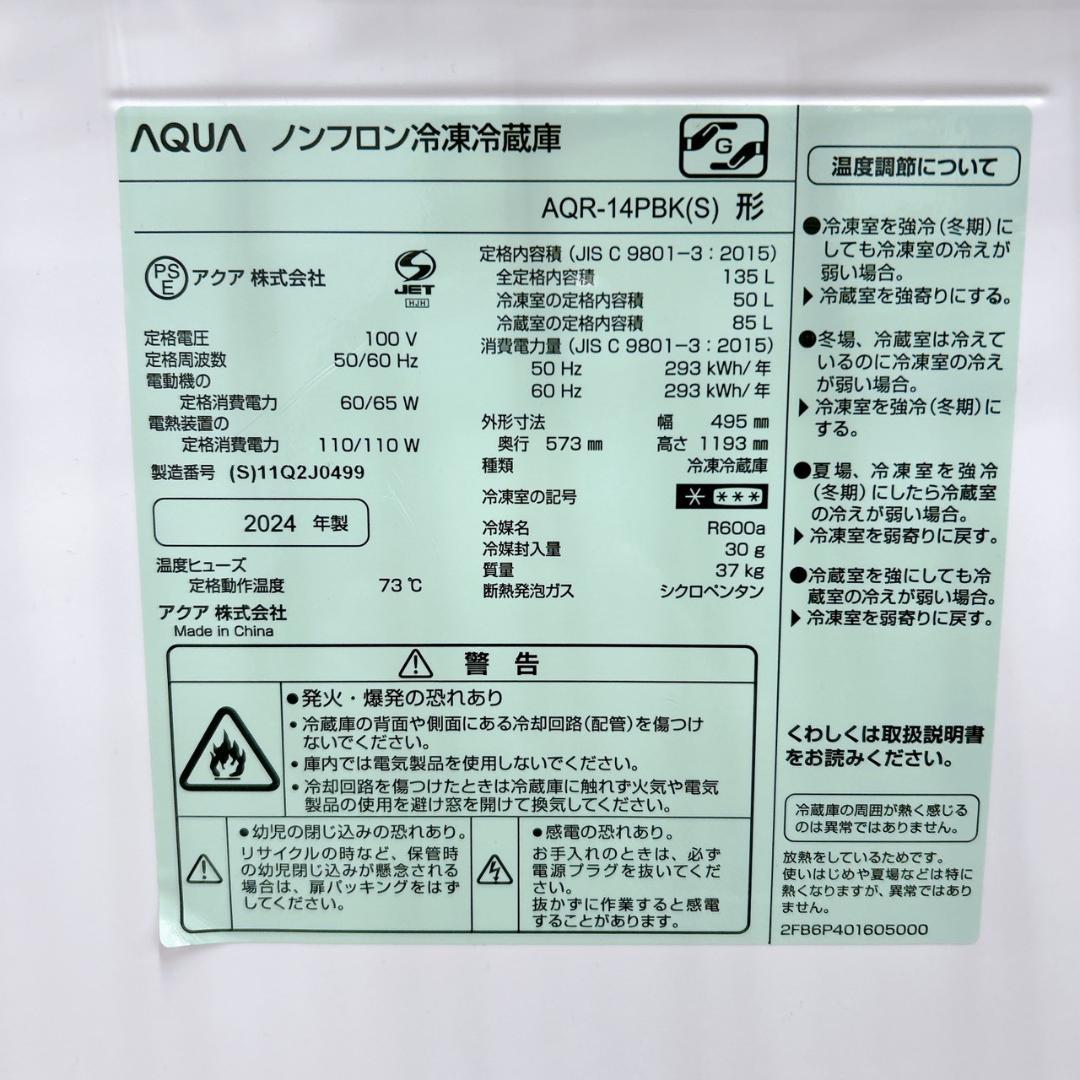 AQUA ノンフロン冷凍冷蔵庫
G
AQR-14PBK(S) 形
PS
E
アクア 株式会社
S
JET
HJH
定格電圧 100 V
定格周波数 50/60 Hz
電動機の
定格消費電力 60/65 W
電熱装置の
定格消費電力 110/110 W
製造番号 (S)11Q2J0499
2024 年製
温度ヒューズ
定格動作温度 73 ℃
アクア 株式会社
Made in China
定格内容積 (JIS C 9801-3：2015)
全定格内容積 135 L
冷凍室の定格内容積 50 L
冷蔵室の定格内容積 85 L
消費電力量 (JIS C 9801-3：2015)
50 Hz 293 kWh/年
60 Hz 293 kWh/年
外形寸法 幅 495 ㎜
奥行 573 ㎜ 高さ 1193 ㎜
種類 冷凍冷蔵庫
冷凍室の記号 * ***
冷媒名 R600a
冷媒封入量 30 g
質量 37 kg
断熱発泡ガス シクロペンタン
警 告
●発火・爆発の恐れあり
・冷蔵庫の背面や側面にある冷却回路(配管)を傷つけ
ないでください。
・庫内では電気製品を使用しないでください。
・冷却回路を傷つけたときは冷蔵庫に触れず火気や電気
製品の使用を避け窓を開けて換気してください。
●幼児の閉じ込みの恐れあり。
リサイクルの時など、保管時
の幼児閉じ込みが懸念される
場合は、扉パッキングをはず
してください。
●感電の恐れあり。
お手入れのときは、必ず
電源プラグを抜いてくだ
さい。
抜かずに作業すると感電
することがあります。
温度調節について
●冷凍室を強冷(冬期)に
しても冷凍室の冷えが
弱い場合。
▶冷蔵室を強寄りにする。
●冬場、冷蔵室は冷えて
いるのに冷凍室の冷え
が弱い場合。
▶冷凍室を強冷(冬期)に
する。
●夏場、冷凍室を強冷
(冬期)にしたら冷蔵室
の冷えが弱い場合。
▶冷凍室を弱寄りに戻す。
●冷蔵室を強にしても冷
蔵室の冷えが弱い場合。
▶冷凍室を弱寄りに戻す。
くわしくは取扱説明書
をお読みください。
冷蔵庫の周囲が熱く感じる
のは異常ではありません。
放熱をしているためです。
使いはじめや夏場などは特に
熱くなりますが、異常ではあり
ません。
2FB6P401605000